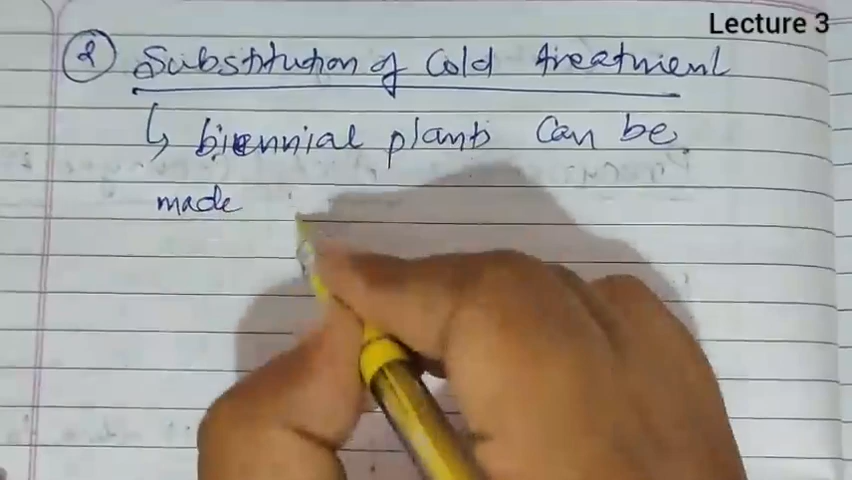 Lecture 3
2 Substitution of Cold treatment
↳ biennial plants Can be
made